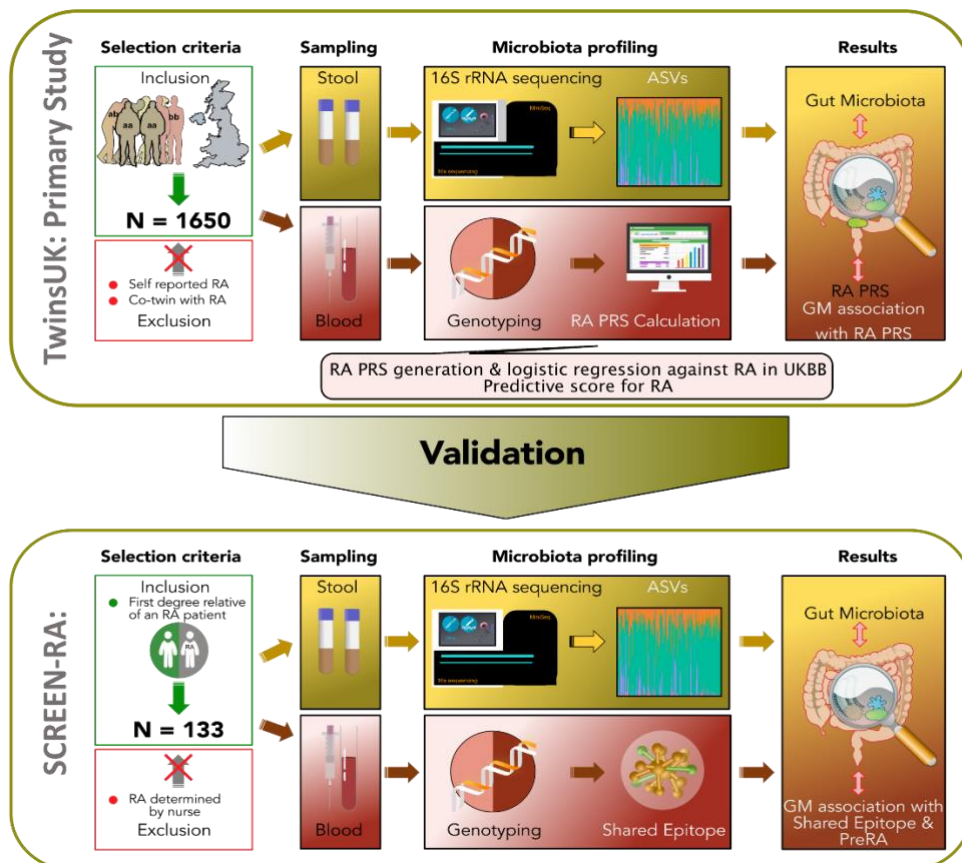 TwinsUK: Primary Study
Selection criteria
Sampling
Microbiota profiling
Results
Inclusion
ab
aa
aa
bb
N = 1650
Self reported RA
Co-twin with RA
Exclusion
Stool
Blood
16S rRNA sequencing
ASVs
MiniSeq
16s sequencing
Genotyping
RA PRS Calculation
Gut Microbiota
RA PRS
GM association
with RA PRS
RA PRS generation & logistic regression against RA in UKBB
Predictive score for RA
Validation
SCREEN-RA:
Selection criteria
Sampling
Microbiota profiling
Results
Inclusion
First degree relative
of an RA patient
RA
N = 133
RA determined
by nurse
Exclusion
Stool
Blood
16S rRNA sequencing
ASVs
MiniSeq
16s sequencing
Genotyping
Shared Epitope
Gut Microbiota
GM association with
Shared Epitope &
PreRA